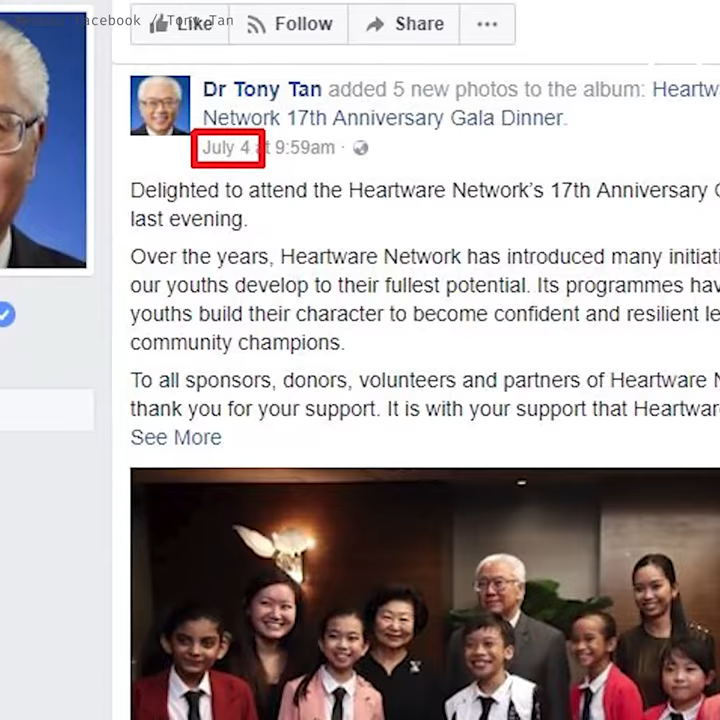 Facebook // Tony Tan
Like Follow Share ...
Dr Tony Tan added 5 new photos to the album: Heartw
Network 17th Anniversary Gala Dinner.
July 4 at 9:59am ·
Delighted to attend the Heartware Network's 17th Anniversary G
last evening.
Over the years, Heartware Network has introduced many initiati
our youths develop to their fullest potential. Its programmes hav
youths build their character to become confident and resilient le
community champions.
To all sponsors, donors, volunteers and partners of Heartware N
thank you for your support. It is with your support that Heartwar
See More